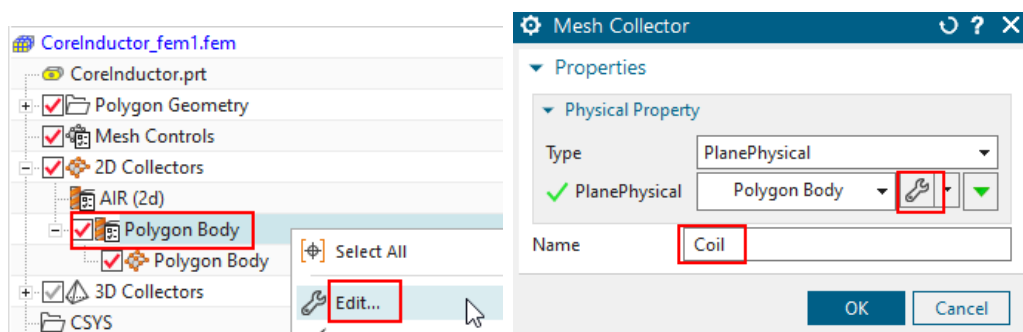 CoreInductor_fem1.fem
CoreInductor.prt
Polygon Geometry
Mesh Controls
2D Collectors
AIR (2d)
Polygon Body
Polygon Body
3D Collectors
CSYS
Select All
Edit...
Mesh Collector
Properties
Physical Property
Type PlanePhysical
PlanePhysical Polygon Body
Name Coil
OK Cancel